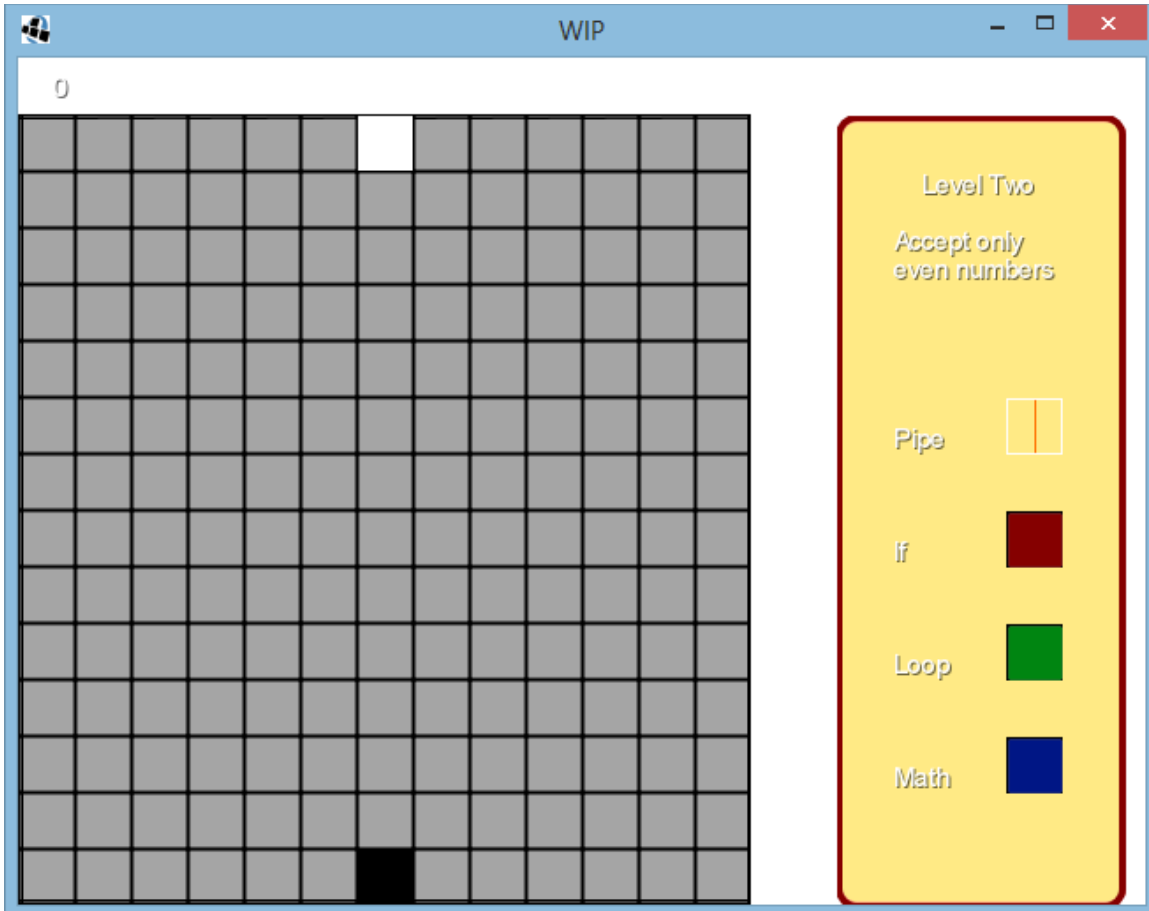 WIP
0
Level Two
Accept only
even numbers
Pipe
If
Loop
Math